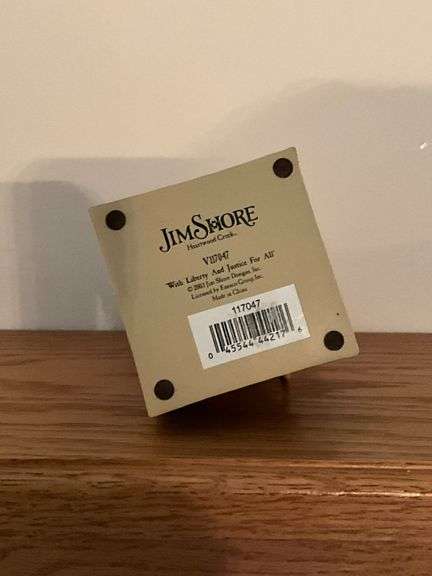 JIM SHORE
Heartwood Creek
V117047
"With Liberty And Justice For All"
Jim Shore Designs, Inc.
Licensed by Enesco Group, Inc.
Made in China
117047
0 45544 44217 6